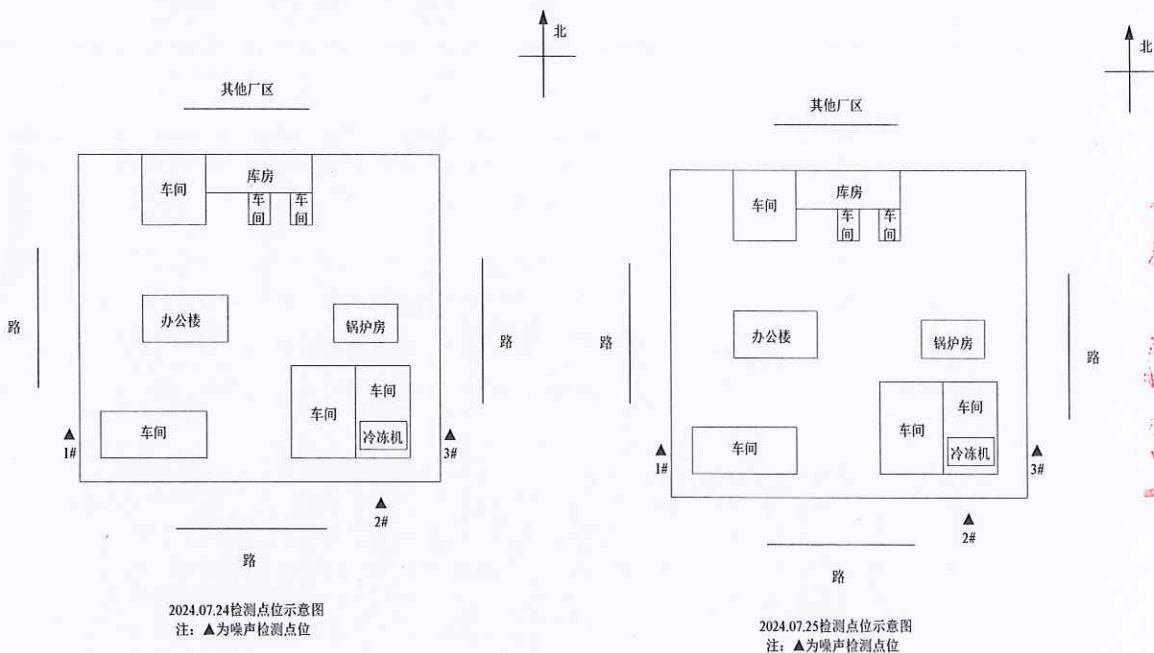 北
其他厂区
车间
库房
车间
车间
路
办公楼
锅炉房
路
车间
车间
车间
冷冻机
1#
3#
2#
路
2024.07.24检测点位示意图
注：▲为噪声检测点位
北
其他厂区
车间
库房
车间
车间
路
办公楼
锅炉房
路
车间
车间
车间
冷冻机
1#
3#
2#
路
2024.07.25检测点位示意图
注：▲为噪声检测点位